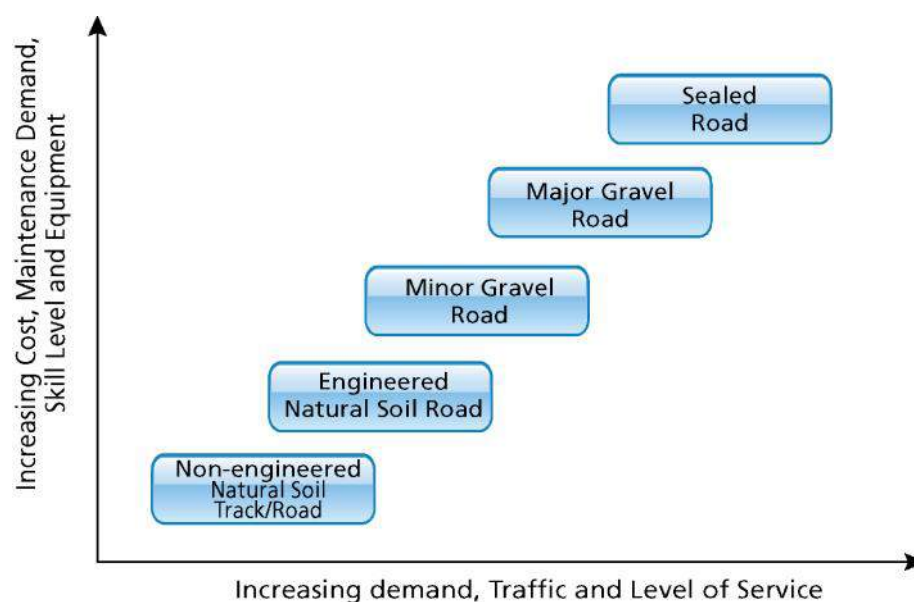 Increasing Cost, Maintenance Demand,
Skill Level and Equipment
Sealed
Road
Major Gravel
Road
Minor Gravel
Road
Engineered
Natural Soil Road
Non-engineered
Natural Soil
Track/Road
Increasing demand, Traffic and Level of Service